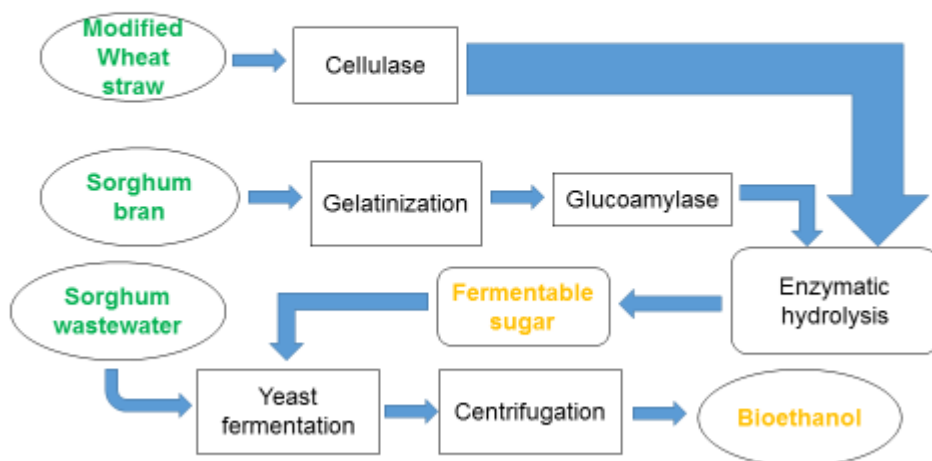 Modified
Wheat
straw
Cellulase
Sorghum
bran
Gelatinization
Glucoamylase
Sorghum
wastewater
Fermentable
sugar
Enzymatic
hydrolysis
Yeast
fermentation
Centrifugation
Bioethanol